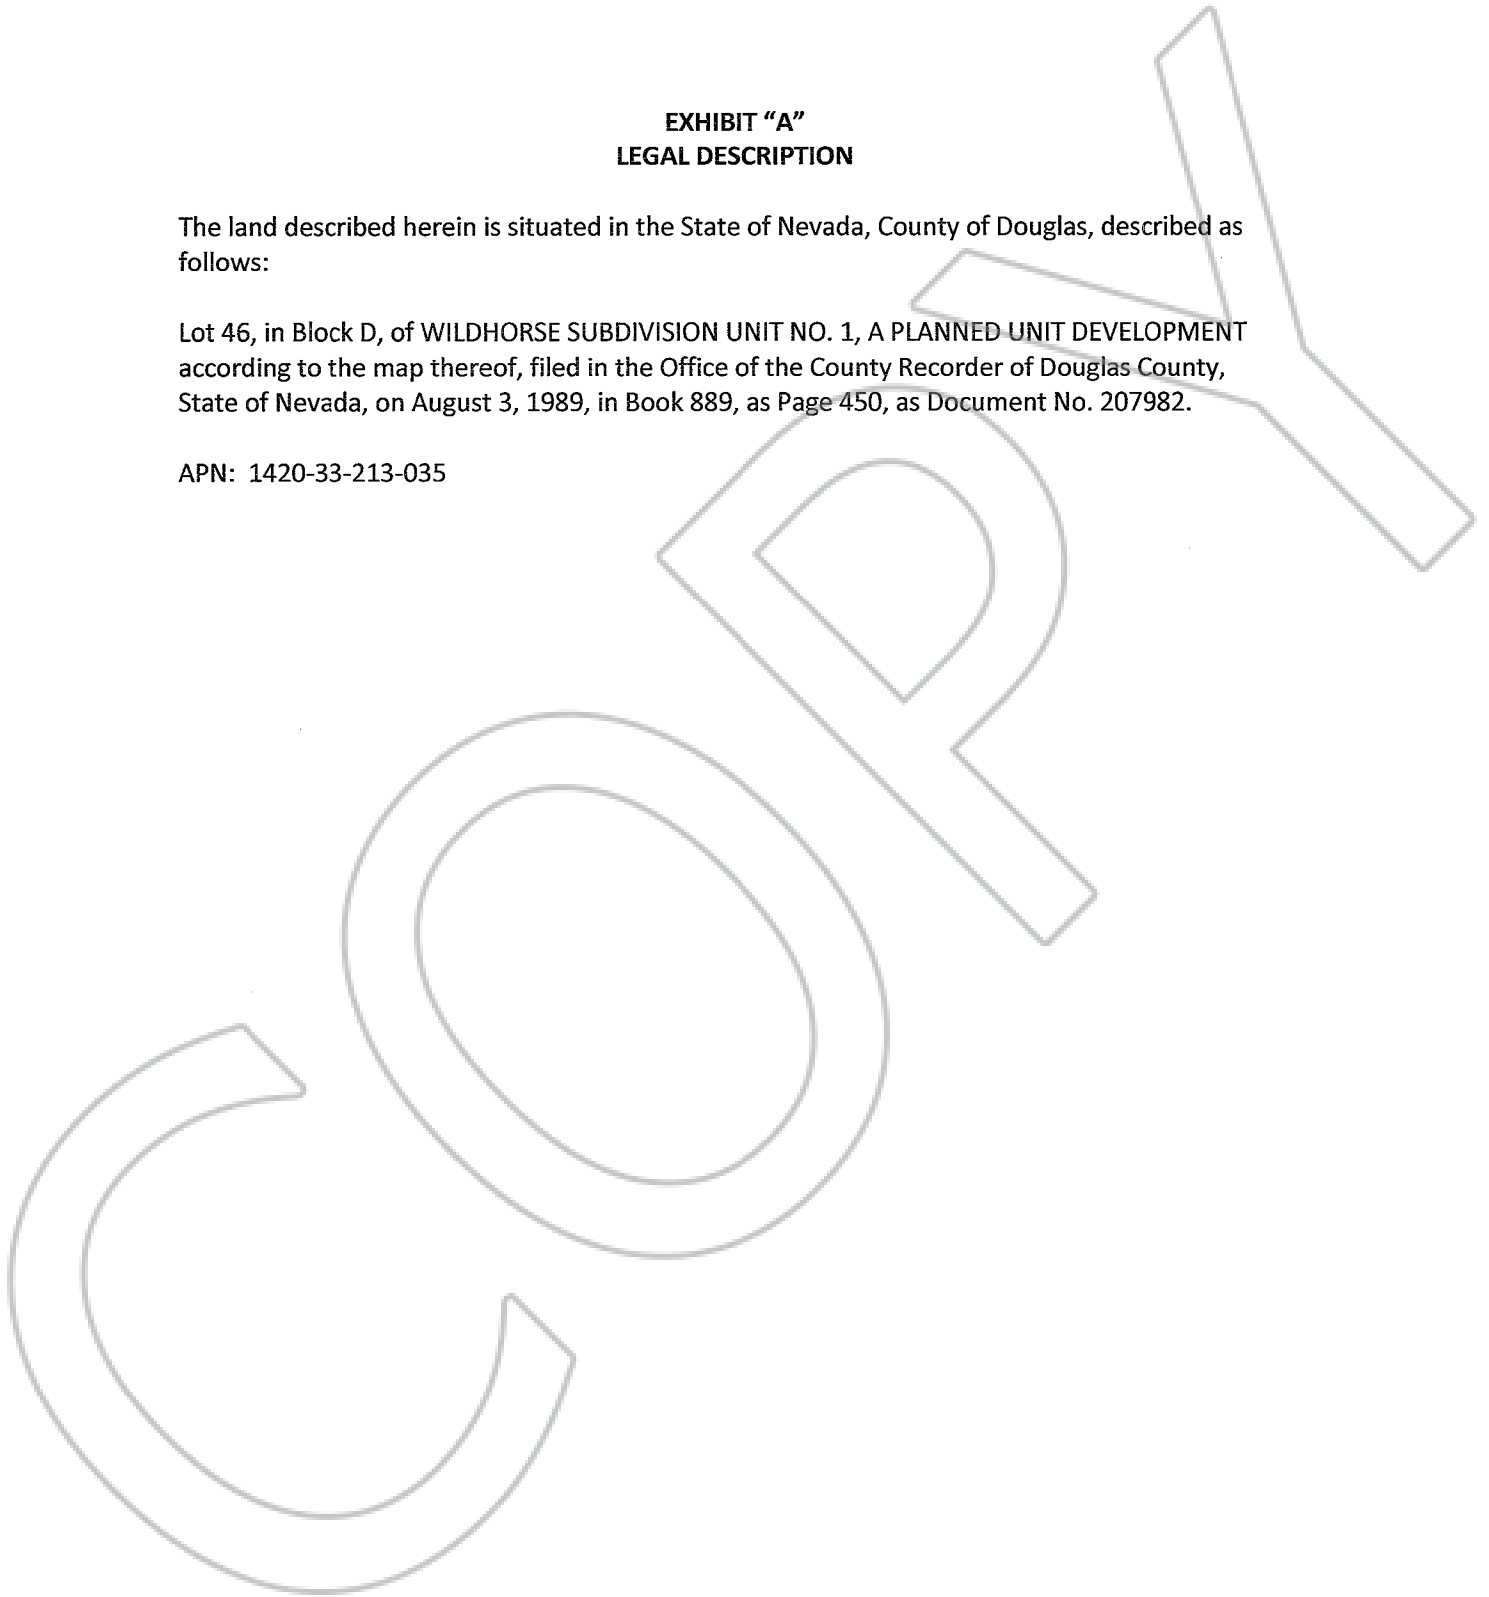 EXHIBIT “A”
LEGAL DESCRIPTION
The land described herein is situated in the State of Nevada, County of Douglas, described as
follows:
Lot 46, in Block D, of WILDHORSE SUBDIVISION UNIT NO. 1, A PLANNED UNIT DEVELOPMENT
according to the map thereof, filed in the Office of the County Recorder of Douglas County,
State of Nevada, on August 3, 1989, in Book 889, as Page 450, as Document No. 207982.
APN:  1420-33-213-035
COPY